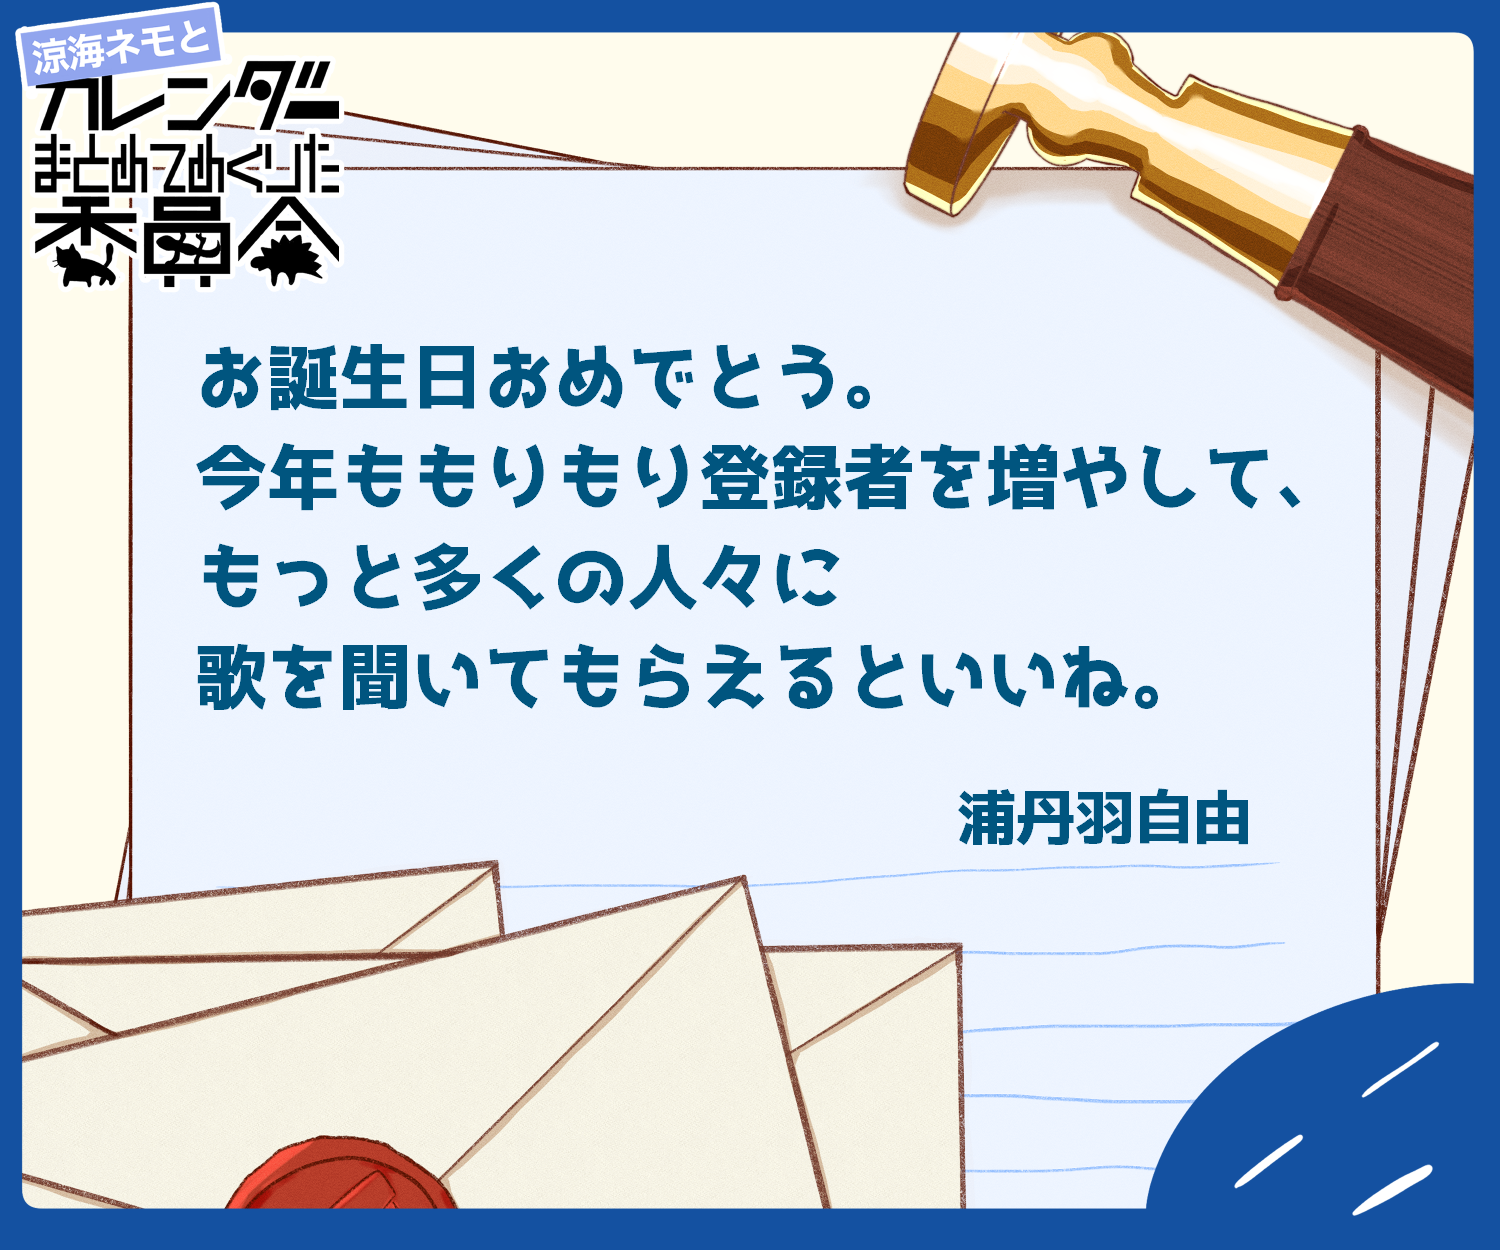 涼海ネモと
カレンダー
まとめてめくりた
委員会
お誕生日おめでとう。
今年ももりもり登録者を増やして、
もっと多くの人々に
歌を聞いてもらえるといいね。
浦丹羽自由